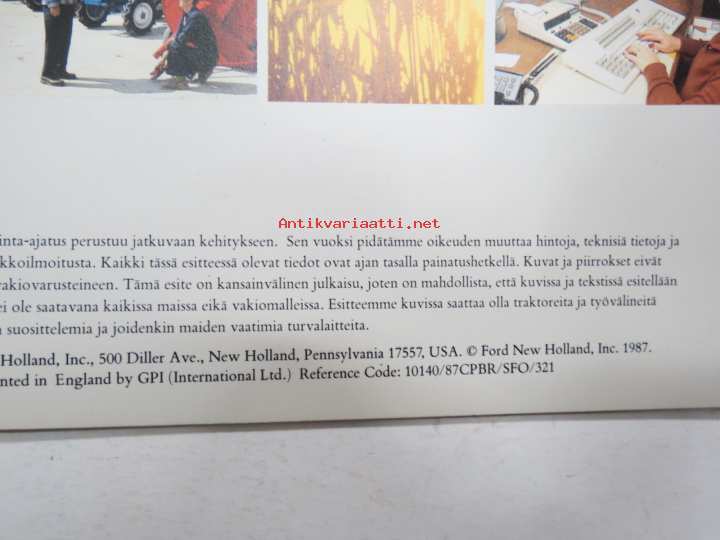 Antikvariaatti.net
inta-ajatus perustuu jatkuvaan kehitykseen. Sen vuoksi pidätämme oikeuden muuttaa hintoja, teknisiä tietoja ja
kkoilmoitusta. Kaikki tässä esitteessä olevat tiedot ovat ajan tasalla painatushetkellä. Kuvat ja piirrokset eivät
vakiovarusteineen. Tämä esite on kansainvälinen julkaisu, joten on mahdollista, että kuvissa ja tekstissä esitellään
ei ole saatavana kaikissa maissa eikä vakiomalleissa. Esitteemme kuvissa saattaa olla traktoreita ja työvälineitä
n suosittelemia ja joidenkin maiden vaatimia turvalaitteita.
Holland, Inc., 500 Diller Ave., New Holland, Pennsylvania 17557, USA. © Ford New Holland, Inc. 1987.
nted in England by GPI (International Ltd.) Reference Code: 10140/87CPBR/SFO/321